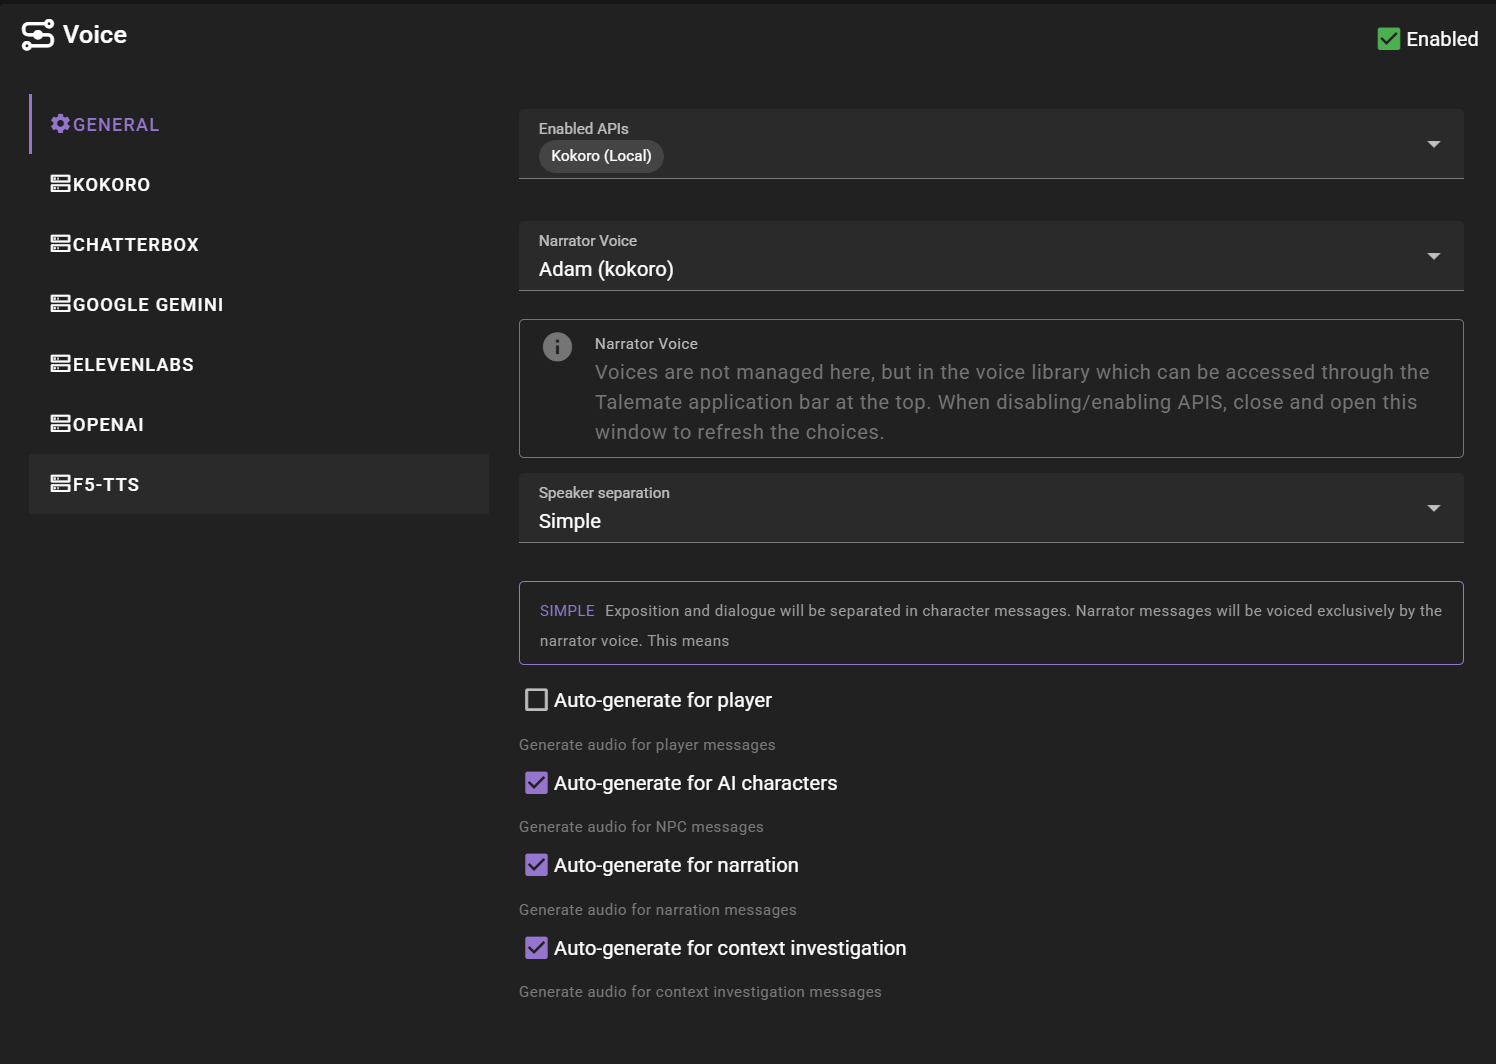 Voice
Enabled
GENERAL
KOKORO
CHATTERBOX
GOOGLE GEMINI
ELEVENLABS
OPENAI
F5-TTS
Enabled APIs
Kokoro (Local)
Narrator Voice
Adam (kokoro)
Narrator Voice
Voices are not managed here, but in the voice library which can be accessed through the
Talemate application bar at the top. When disabling/enabling APIS, close and open this
window to refresh the choices.
Speaker separation
Simple
SIMPLE Exposition and dialogue will be separated in character messages. Narrator messages will be voiced exclusively by the
narrator voice. This means
Auto-generate for player
Generate audio for player messages
Auto-generate for AI characters
Generate audio for NPC messages
Auto-generate for narration
Generate audio for narration messages
Auto-generate for context investigation
Generate audio for context investigation messages